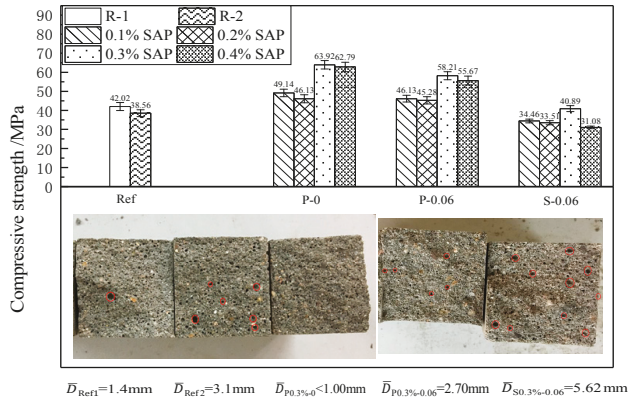 90
80
70
60
50
40
30
20
10
0
Compressive strength /MPa
R-1 R-2
0.1% SAP 0.2% SAP
0.3% SAP 0.4% SAP
42.02 38.56 49.14 46.13 63.92 62.79 46.13 45.28 58.21 55.67 34.46 33.51 40.89 31.08
Ref P-0 P-0.06 S-0.06
D̅Ref1=1.4mm D̅Ref2=3.1mm D̅P0.3%-0<1.00mm D̅P0.3%-0.06=2.70mm D̅S0.3%-0.06=5.62mm